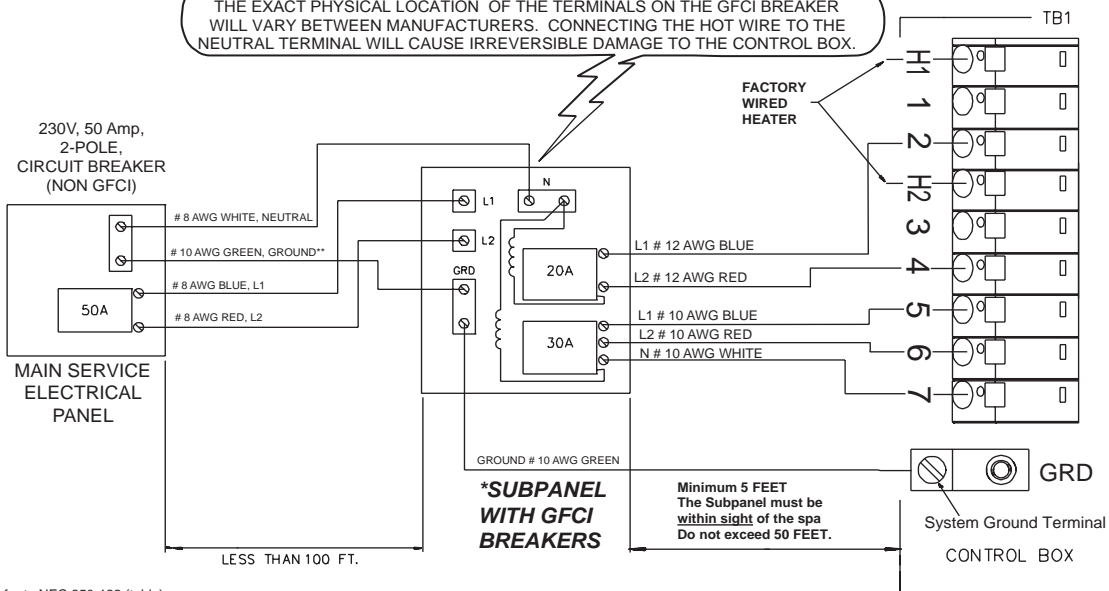 THE EXACT PHYSICAL LOCATION OF THE TERMINALS ON THE GFCI BREAKER
WILL VARY BETWEEN MANUFACTURERS. CONNECTING THE HOT WIRE TO THE
NEUTRAL TERMINAL WILL CAUSE IRREVERSIBLE DAMAGE TO THE CONTROL BOX.
TB1
H1
1
2
H2
3
4
5
6
7
FACTORY
WIRED
HEATER
230V, 50 Amp,
2-POLE,
CIRCUIT BREAKER
(NON GFCI)
# 8 AWG WHITE, NEUTRAL
# 10 AWG GREEN, GROUND**
# 8 AWG BLUE, L1
# 8 AWG RED, L2
50A
MAIN SERVICE
ELECTRICAL
PANEL
N
L1
L2
GRD
20A
30A
L1 # 12 AWG BLUE
L2 # 12 AWG RED
L1 # 10 AWG BLUE
L2 # 10 AWG RED
N # 10 AWG WHITE
GROUND # 10 AWG GREEN
*SUBPANEL
WITH GFCI
BREAKERS
Minimum 5 FEET
The Subpanel must be
within sight of the spa
Do not exceed 50 FEET.
GRD
System Ground Terminal
CONTROL BOX
LESS THAN 100 FT.